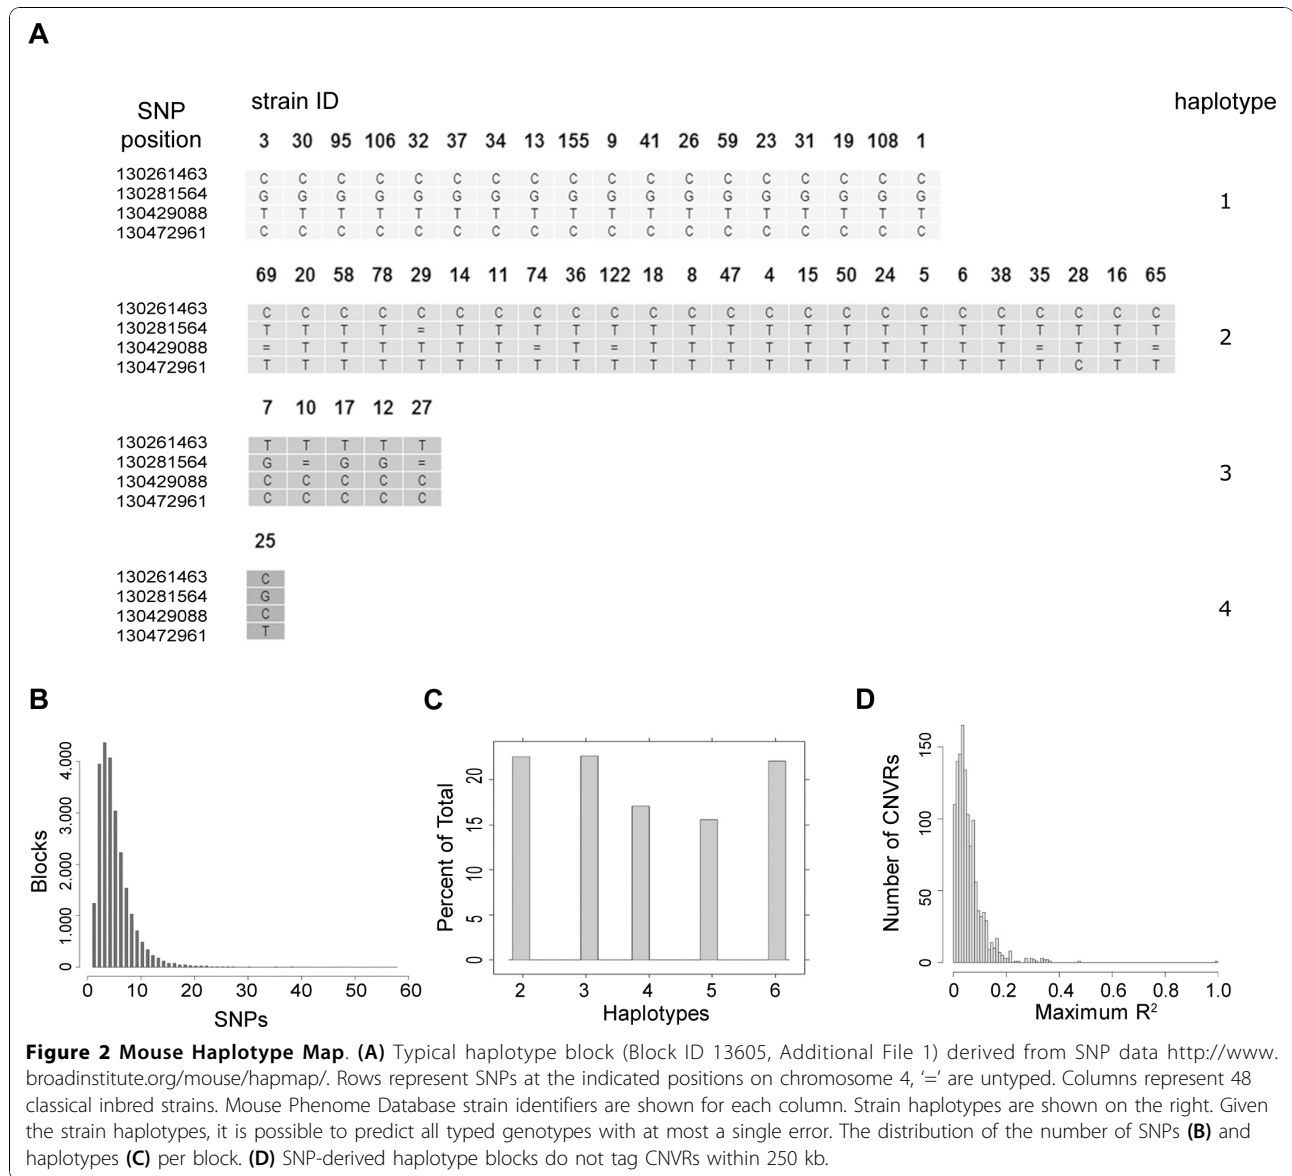 A
SNP position
strain ID
haplotype
3 30 95 106 32 37 34 13 155 9 41 26 59 23 31 19 108 1
130261463 C C C C C C C C C C C C C C C C C C
130281564 G G G G G G G G G G G G G G G G G G
130429088 T T T T T T T T T T T T T T T T T T
130472961 C C C C C C C C C C C C C C C C C C
1
69 20 58 78 29 14 11 74 36 122 18 8 47 4 15 50 24 5 6 38 35 28 16 65
130261463 C C C C C C C C C C C C C C C C C C C C C C C C
130281564 T T T T = T T T T T T T T T T T T T T T T T T T
130429088 = T T T T T T = T = T T T T T T T T T T = T T =
130472961 T T T T T T T T T T T T T T T T T T T T T C T T
2
7 10 17 12 27
130261463 T T T T T
130281564 G = G G =
130429088 C C C C C
130472961 C C C C C
3
25
130261463 C
130281564 G
130429088 C
130472961 T
4
B
Blocks
0 1.000 2.000 3.000 4.000
0 10 20 30 40 50 60
SNPs
C
Percent of Total
0 5 10 15 20
2 3 4 5 6
Haplotypes
D
Number of CNVRs
0 50 100 150
0 0.2 0.4 0.6 0.8 1.0
Maximum R²
Figure 2 Mouse Haplotype Map. (A) Typical haplotype block (Block ID 13605, Additional File 1) derived from SNP data http://www.
broadinstitute.org/mouse/hapmap/. Rows represent SNPs at the indicated positions on chromosome 4, ‘=’ are untyped. Columns represent 48
classical inbred strains. Mouse Phenome Database strain identifiers are shown for each column. Strain haplotypes are shown on the right. Given
the strain haplotypes, it is possible to predict all typed genotypes with at most a single error. The distribution of the number of SNPs (B) and
haplotypes (C) per block. (D) SNP-derived haplotype blocks do not tag CNVRs within 250 kb.